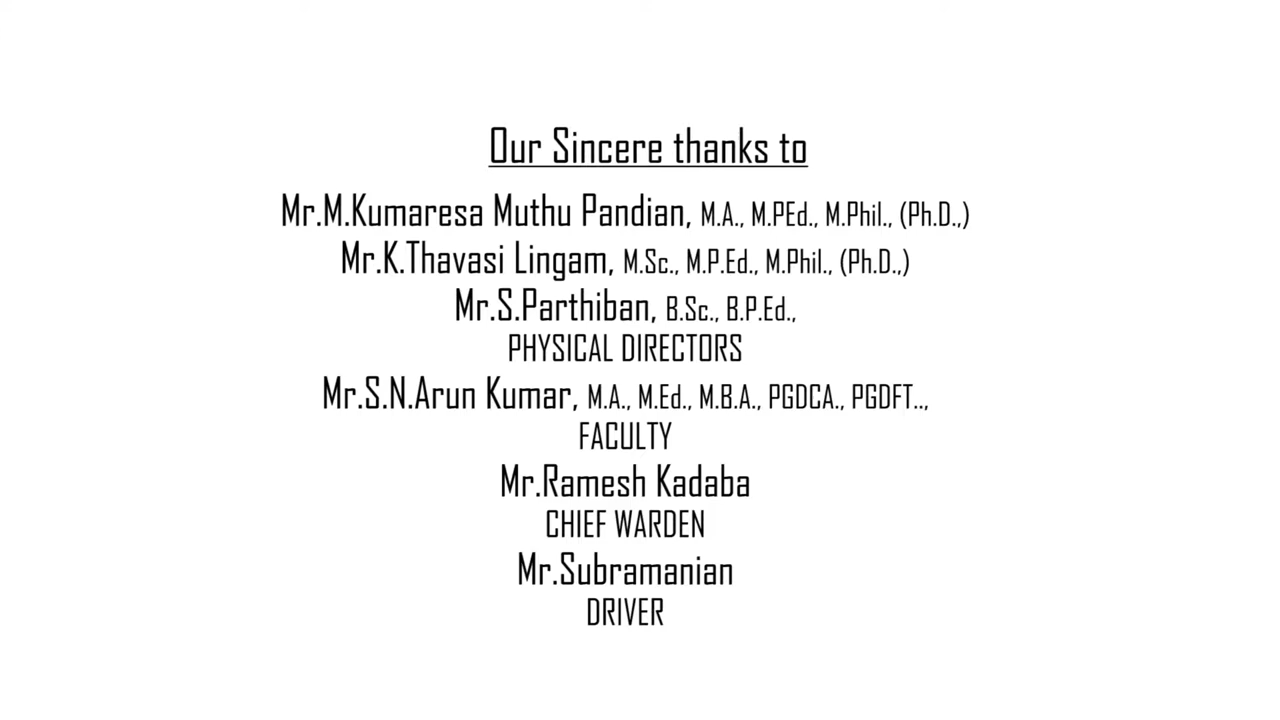 Our Sincere thanks to
Mr.M.Kumaresa Muthu Pandian, M.A., M.PEd., M.Phil., (Ph.D.,)
Mr.K.Thavasi Lingam, M.Sc., M.P.Ed., M.Phil., (Ph.D.,)
Mr.S.Parthiban, B.Sc., B.P.Ed.,
PHYSICAL DIRECTORS
Mr.S.N.Arun Kumar, M.A., M.Ed., M.B.A., PGDCA., PGDFT..,
FACULTY
Mr.Ramesh Kadaba
CHIEF WARDEN
Mr.Subramanian
DRIVER